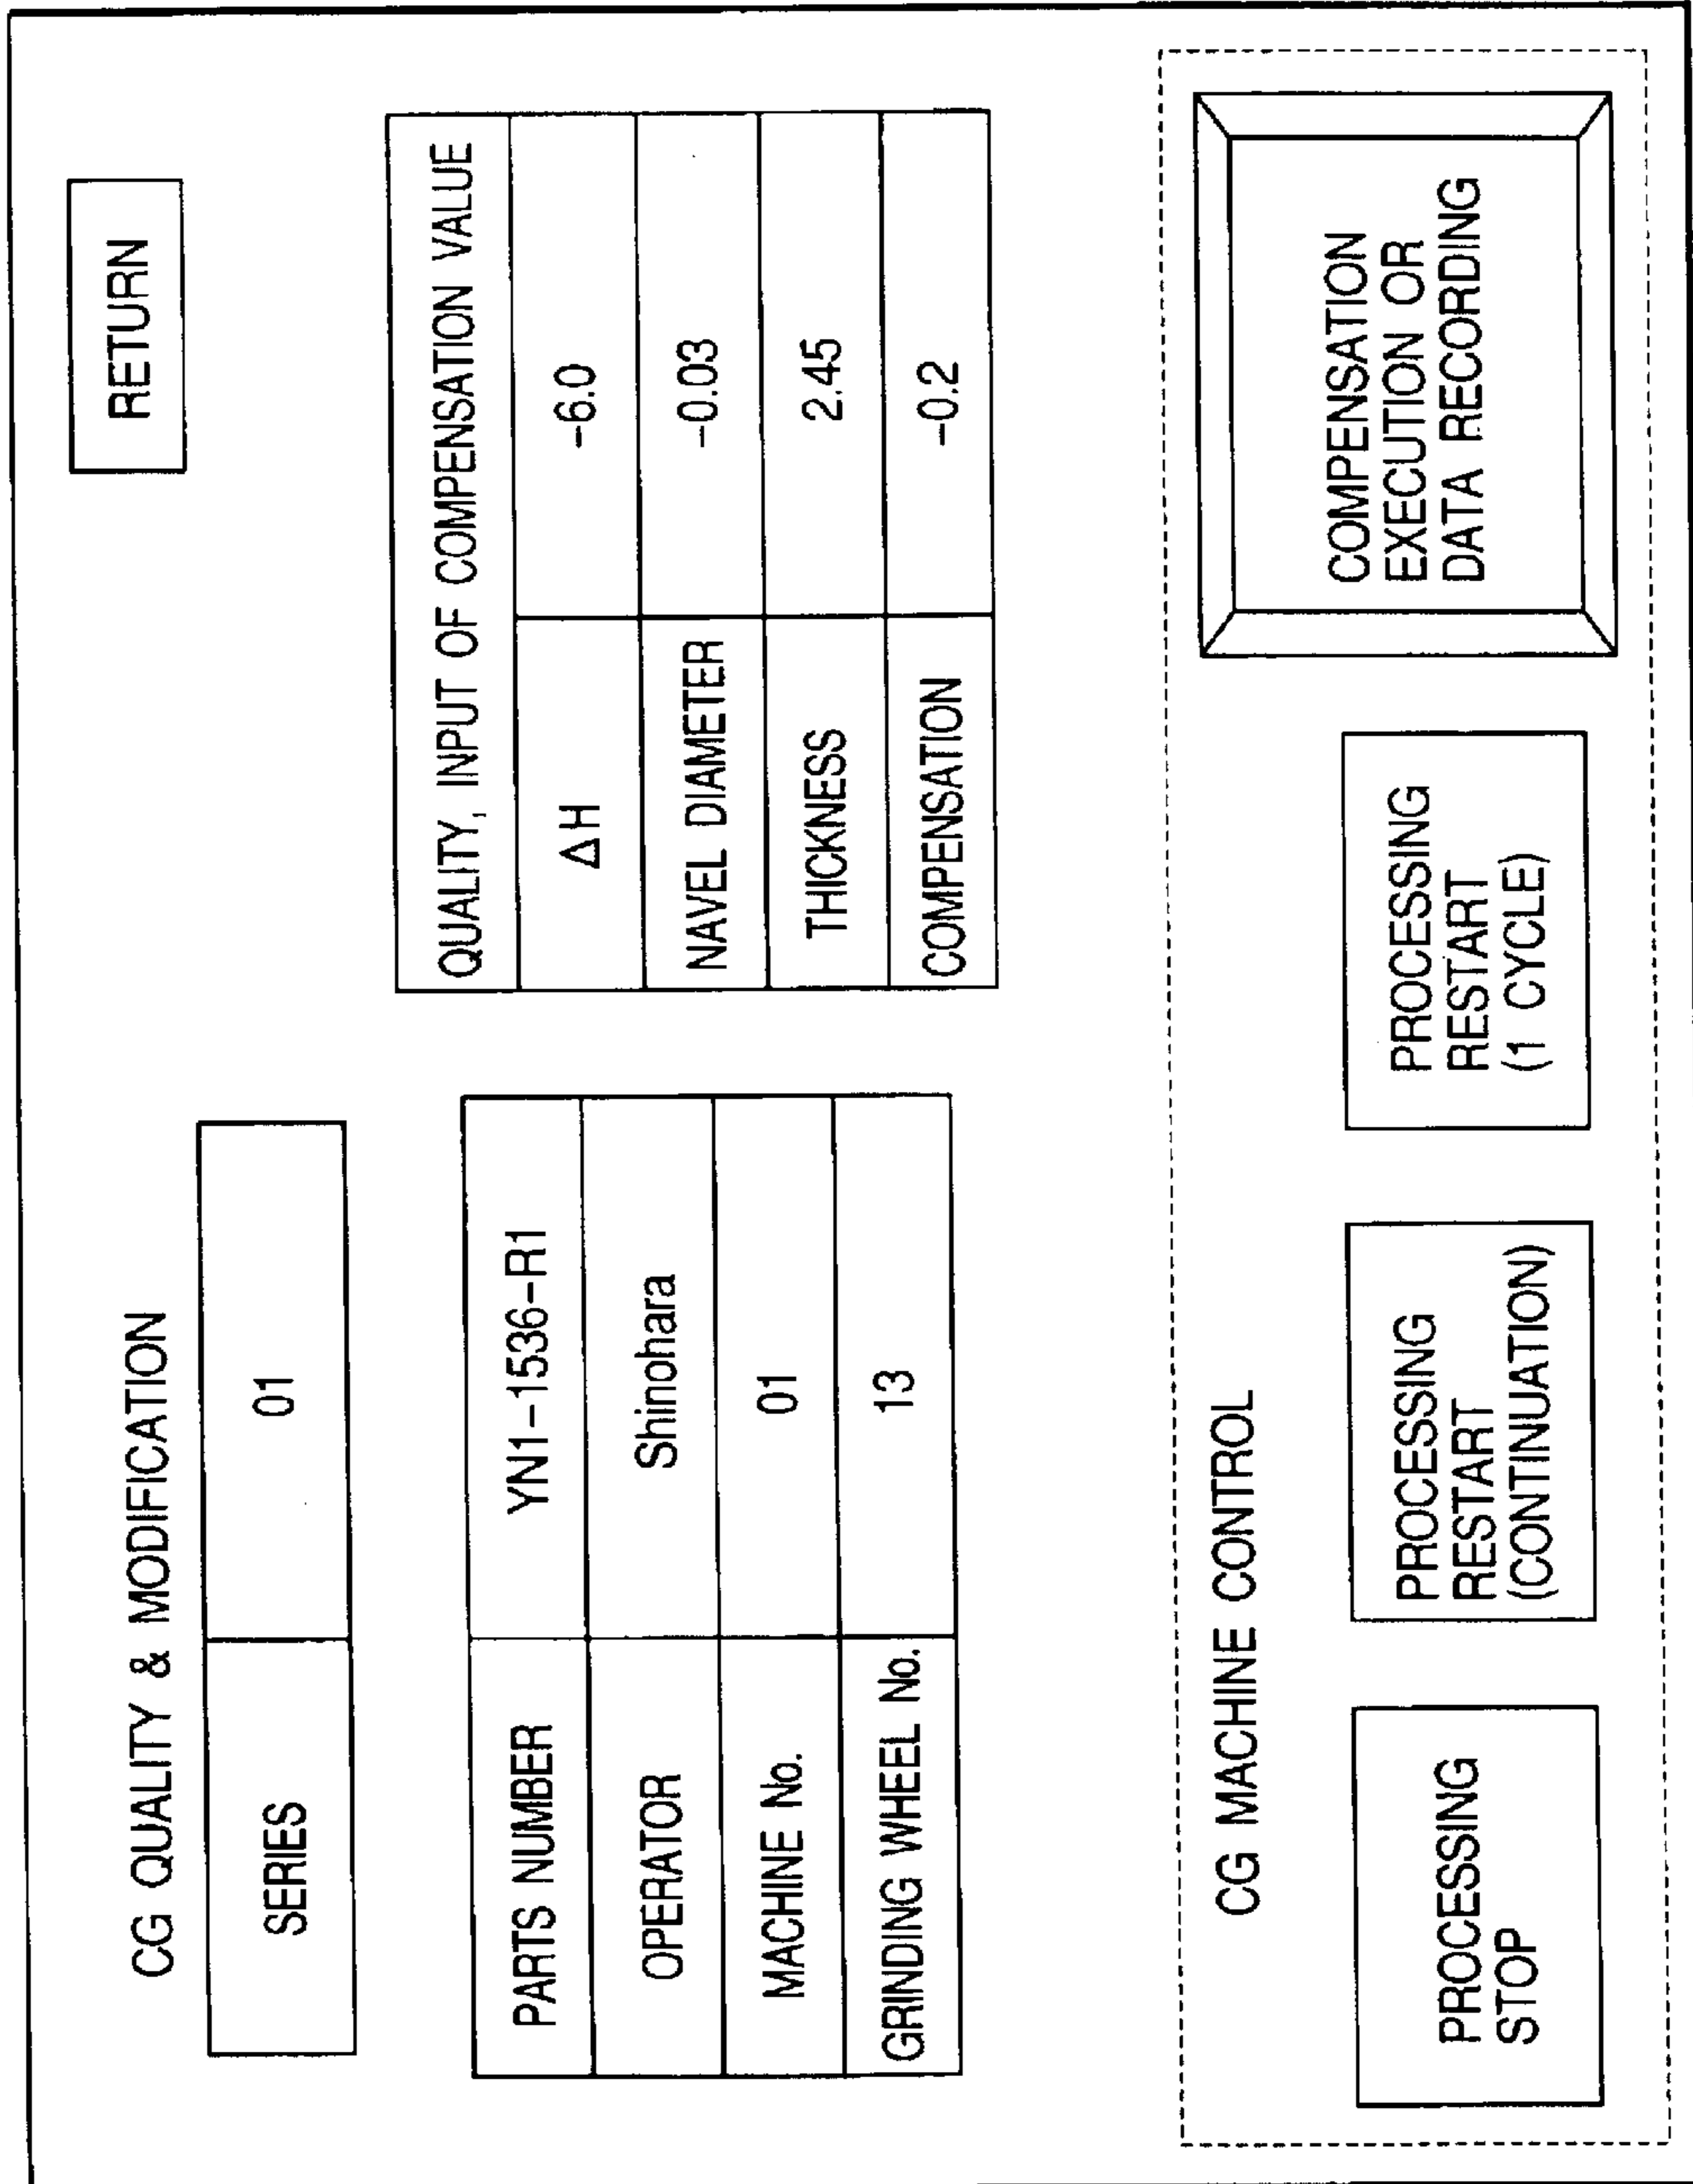 RETURN
CG QUALITY & MODIFICATION
SERIES 01
PARTS NUMBER YN1-1536-R1
OPERATOR Shinohara
MACHINE No. 01
GRINDING WHEEL No. 13
QUALITY, INPUT OF COMPENSATION VALUE
ΔH -6.0
NAVEL DIAMETER -0.03
THICKNESS 2.45
COMPENSATION -0.2
CG MACHINE CONTROL
PROCESSING
STOP
PROCESSING
RESTART
(CONTINUATION)
PROCESSING
RESTART
(1 CYCLE)
COMPENSATION
EXECUTION OR
DATA RECORDING